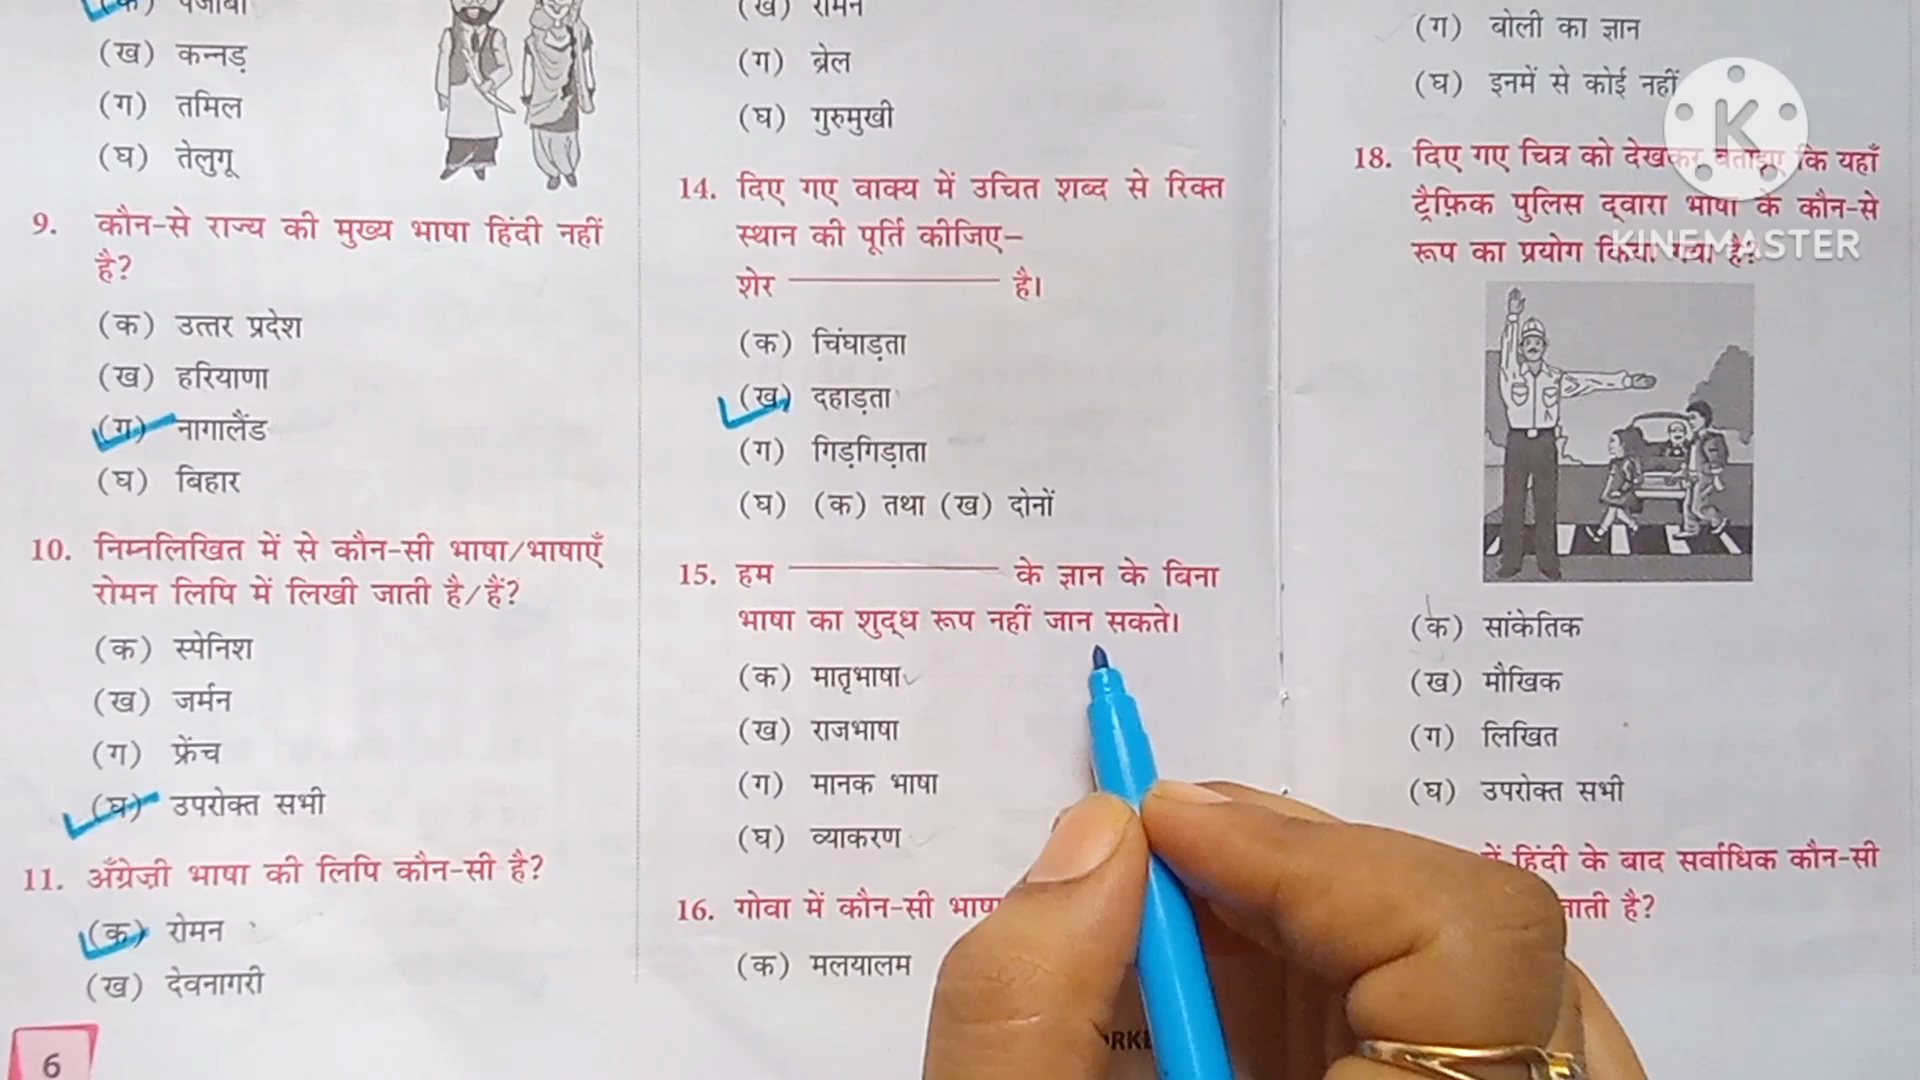 (क) पंजाबी
(ख) कन्नड़
(ग) तमिल
(घ) तेलुगू
9. कौन-से राज्य की मुख्य भाषा हिंदी नहीं
है?
(क) उत्तर प्रदेश
(ख) हरियाणा
(ग) नागालैंड
(घ) बिहार
10. निम्नलिखित में से कौन-सी भाषा/भाषाएँ
रोमन लिपि में लिखी जाती है/हैं?
(क) स्पेनिश
(ख) जर्मन
(ग) फ्रेंच
(घ) उपरोक्त सभी
11. अँग्रेज़ी भाषा की लिपि कौन-सी है?
(क) रोमन
(ख) देवनागरी
6
(ख) रोमन
(ग) ब्रेल
(घ) गुरुमुखी
14. दिए गए वाक्य में उचित शब्द से रिक्त
स्थान की पूर्ति कीजिए–
शेर ———— है।
(क) चिंघाड़ता
(ख) दहाड़ता
(ग) गिड़गिड़ाता
(घ) (क) तथा (ख) दोनों
15. हम ———— के ज्ञान के बिना
भाषा का शुद्ध रूप नहीं जान सकते।
(क) मातृभाषा
(ख) राजभाषा
(ग) मानक भाषा
(घ) व्याकरण
16. गोवा में कौन-सी
(क) मलयालम
(ग) बोली का ज्ञान
(घ) इनमें से कोई नहीं
18. दिए गए चित्र को देखकर बताइए कि यहाँ
ट्रैफ़िक पुलिस द्वारा भाषा के कौन-से
रूप का प्रयोग किया गया है?
(क) सांकेतिक
(ख) मौखिक
(ग) लिखित
(घ) उपरोक्त सभी
में हिंदी के बाद सर्वाधिक कौन-सी
जाती है?
K
KINEMASTER